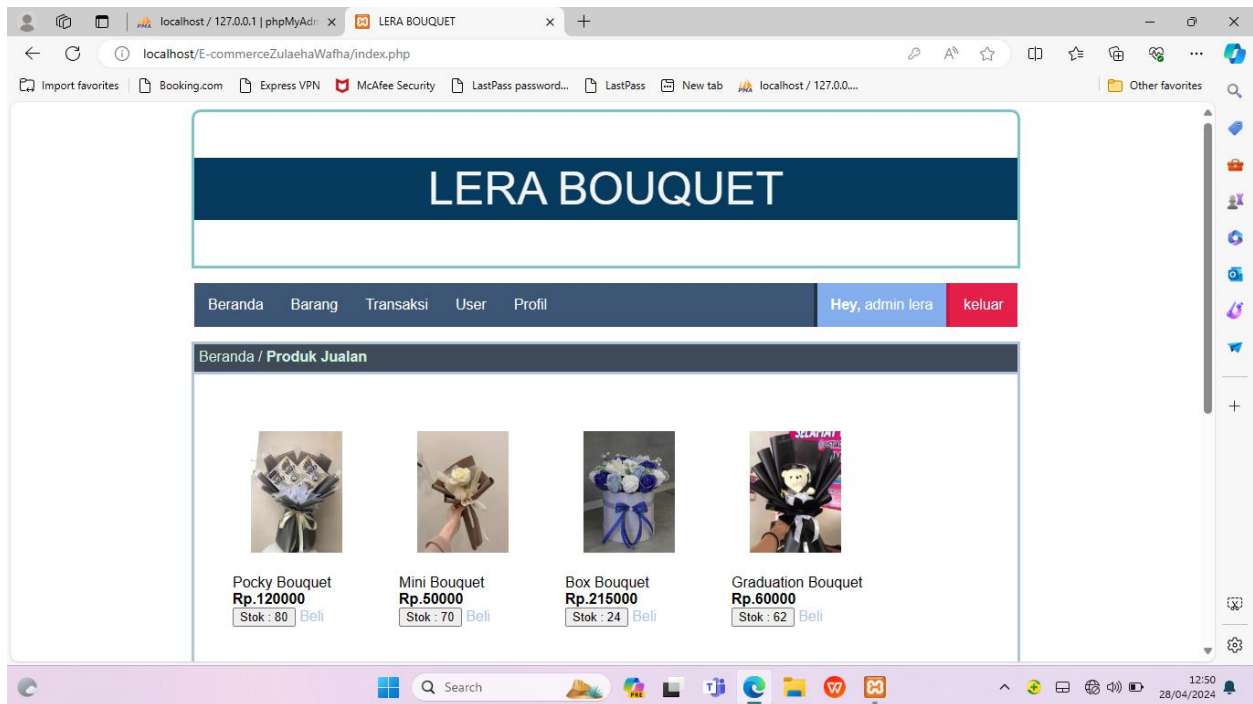 localhost / 127.0.0.1 | phpMyAdm
LERA BOUQUET
localhost/E-commerceZulaehaWafha/index.php
Import favorites Booking.com Express VPN McAfee Security LastPass password... LastPass New tab localhost / 127.0.0.... Other favorites
LERA BOUQUET
Beranda Barang Transaksi User Profil Hey, admin lera keluar
Beranda / Produk Jualan
SELAMAT
Pocky Bouquet Mini Bouquet Box Bouquet Graduation Bouquet
Rp.120000 Rp.50000 Rp.215000 Rp.60000
Stok : 80 Beli Stok : 70 Beli Stok : 24 Beli Stok : 62 Beli
Search
12:50
28/04/2024